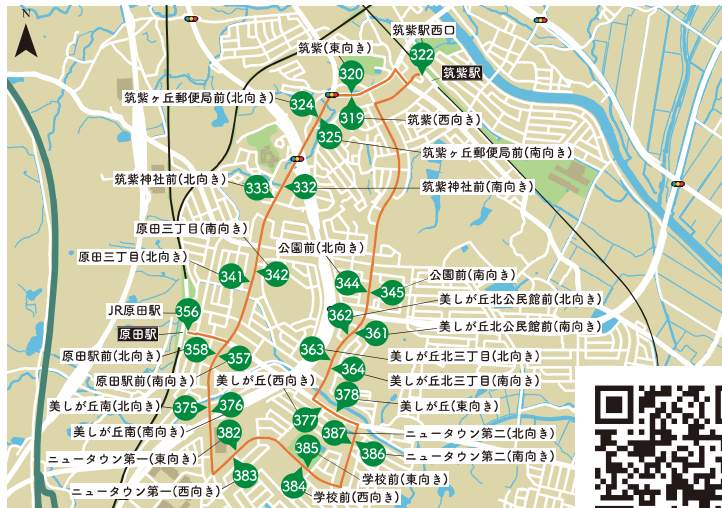 N
筑紫駅西口
322
筑紫駅
筑紫(東向き)
320
筑紫ヶ丘郵便局前(北向き)
324
319
筑紫(西向き)
325
筑紫ヶ丘郵便局前(南向き)
筑紫神社前(北向き)
333
332
筑紫神社前(南向き)
原田三丁目(南向き)
原田三丁目(北向き)
341
342
公園前(北向き)
344
345
公園前(南向き)
美しが丘北公民館前(北向き)
362
361
美しが丘北公民館前(南向き)
JR原田駅
356
原田駅
原田駅前(北向き)
358
357
原田駅前(南向き)
363
美しが丘北三丁目(北向き)
364
美しが丘北三丁目(南向き)
美しが丘(西向き)
378
美しが丘(東向き)
美しが丘南(北向き)
375
376
美しが丘南(南向き)
377
387
ニュータウン第二(北向き)
382
ニュータウン第一(東向き)
385
386
ニュータウン第二(南向き)
383
ニュータウン第一(西向き)
384
学校前(東向き)
学校前(西向き)